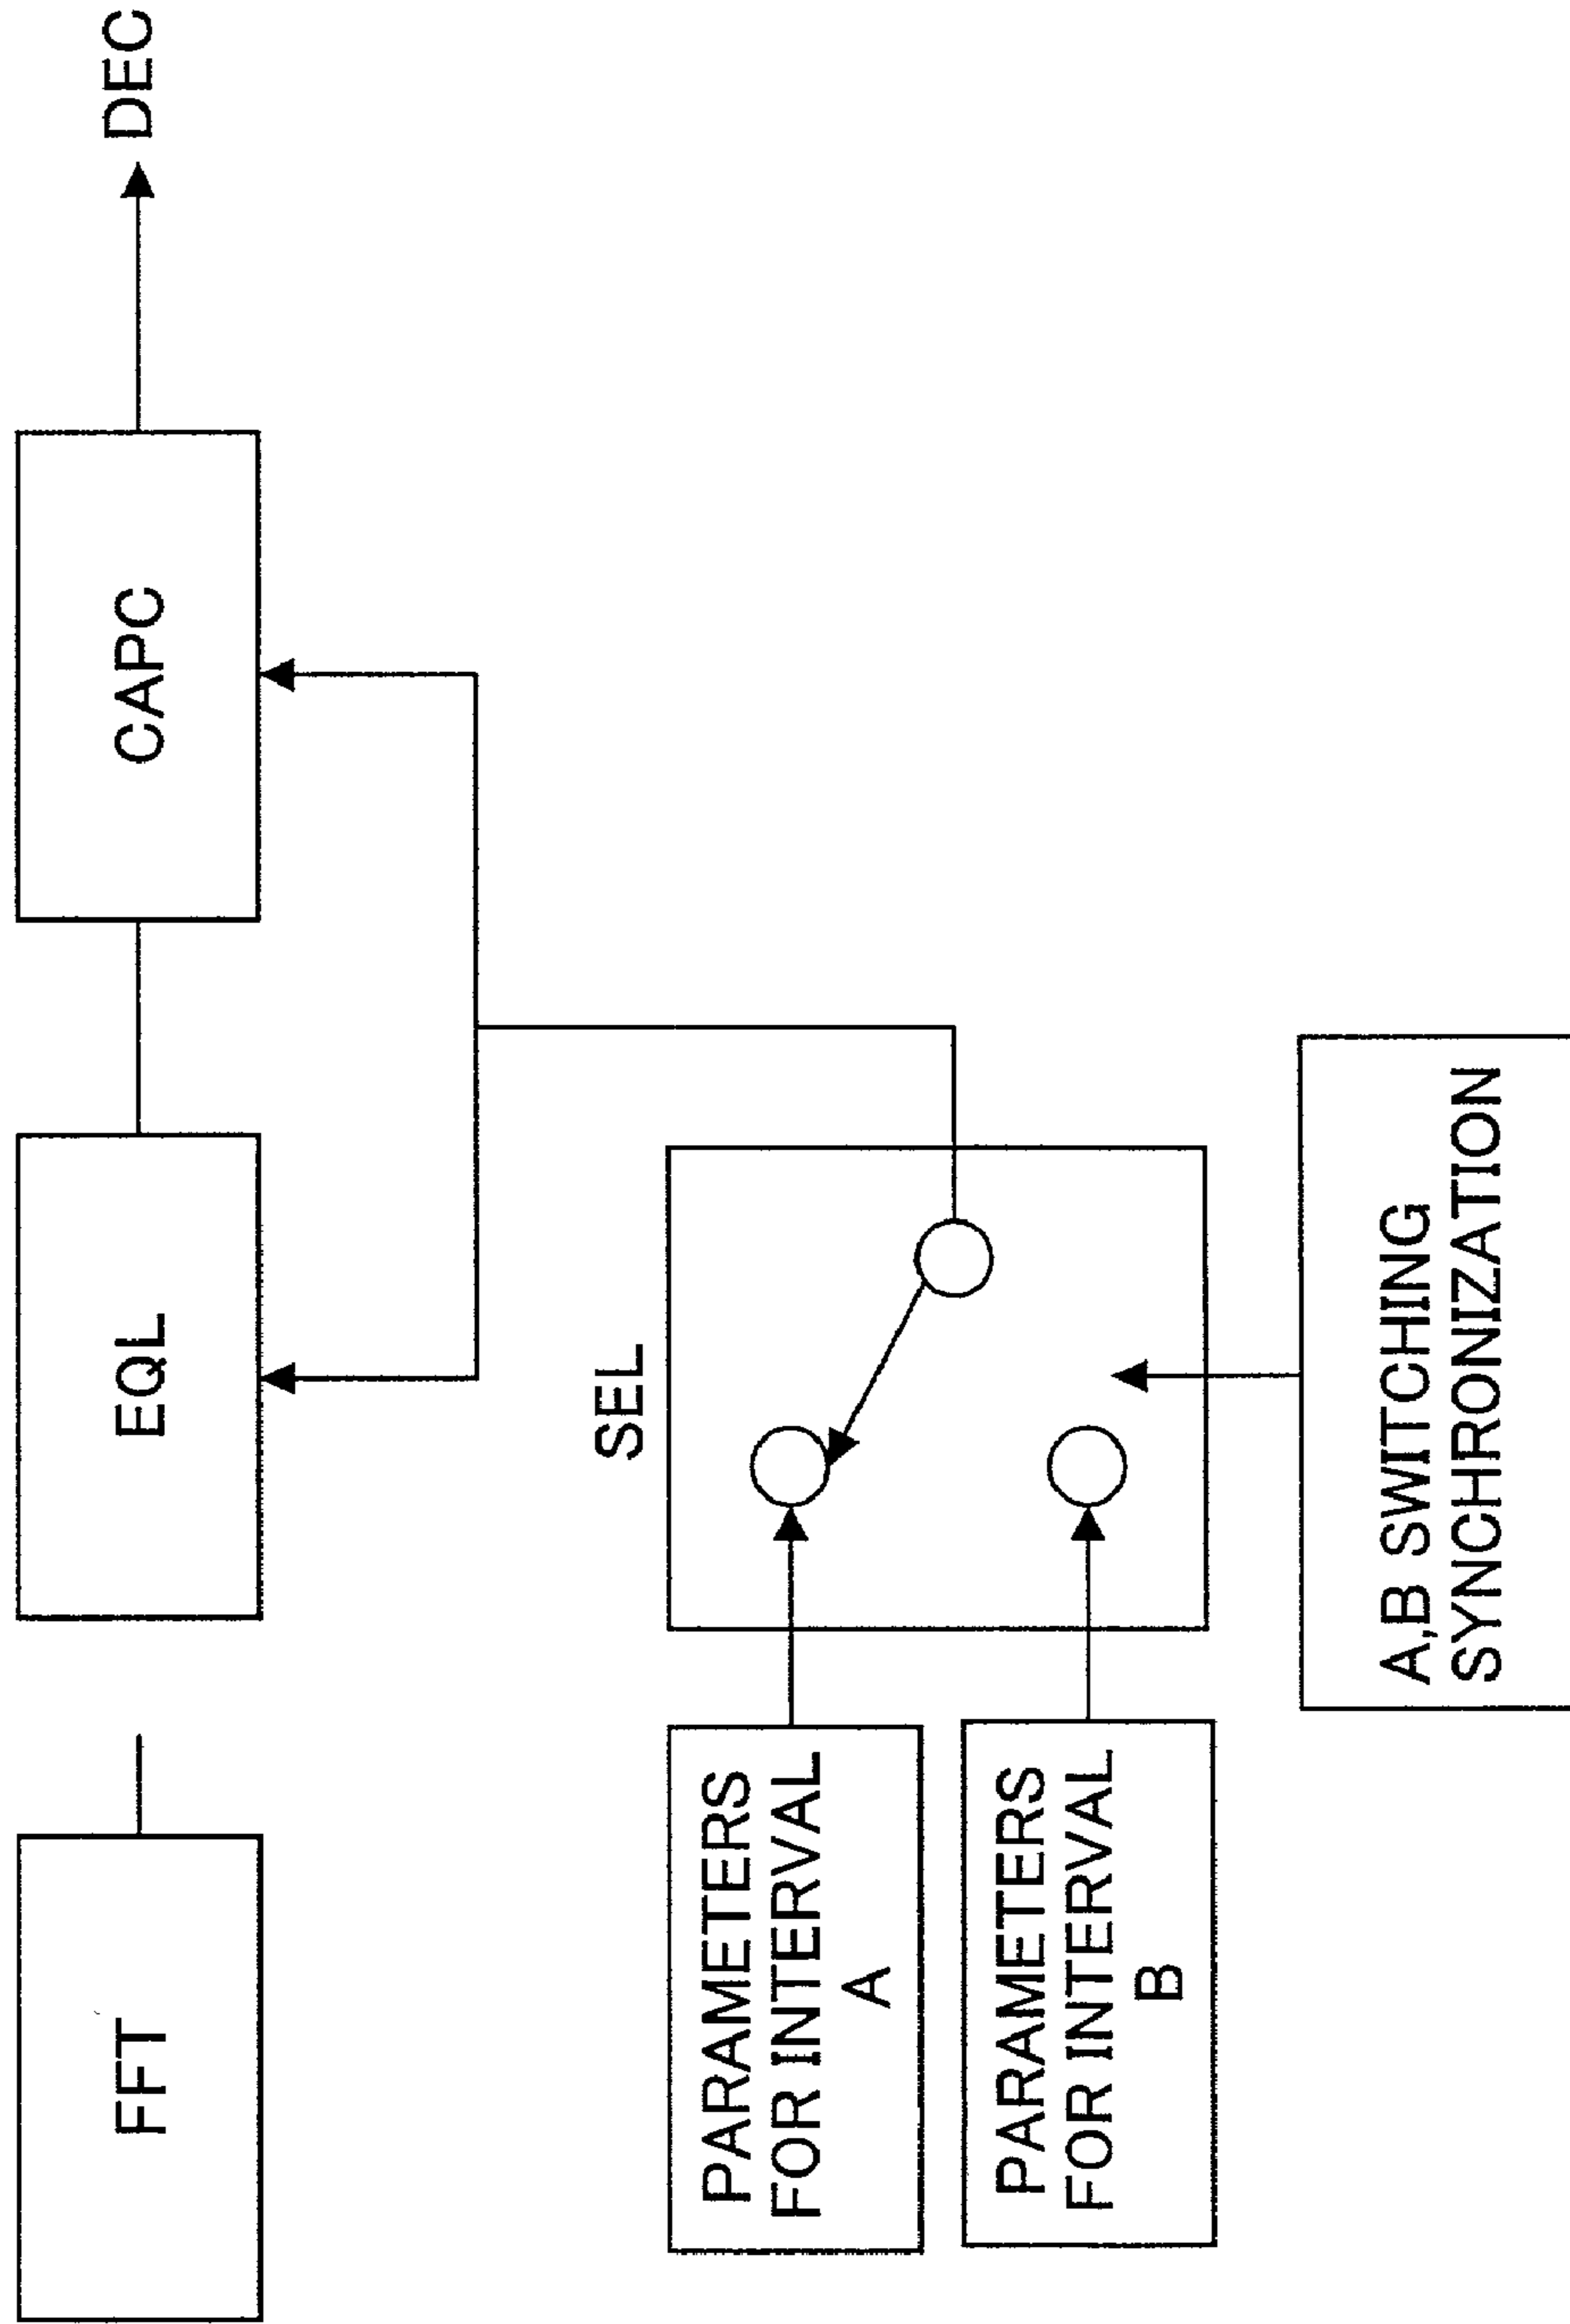 FFT
EQL
CAPC
DEC
SEL
PARAMETERS
FOR INTERVAL
A
PARAMETERS
FOR INTERVAL
B
A,B SWITCHING
SYNCHRONIZATION